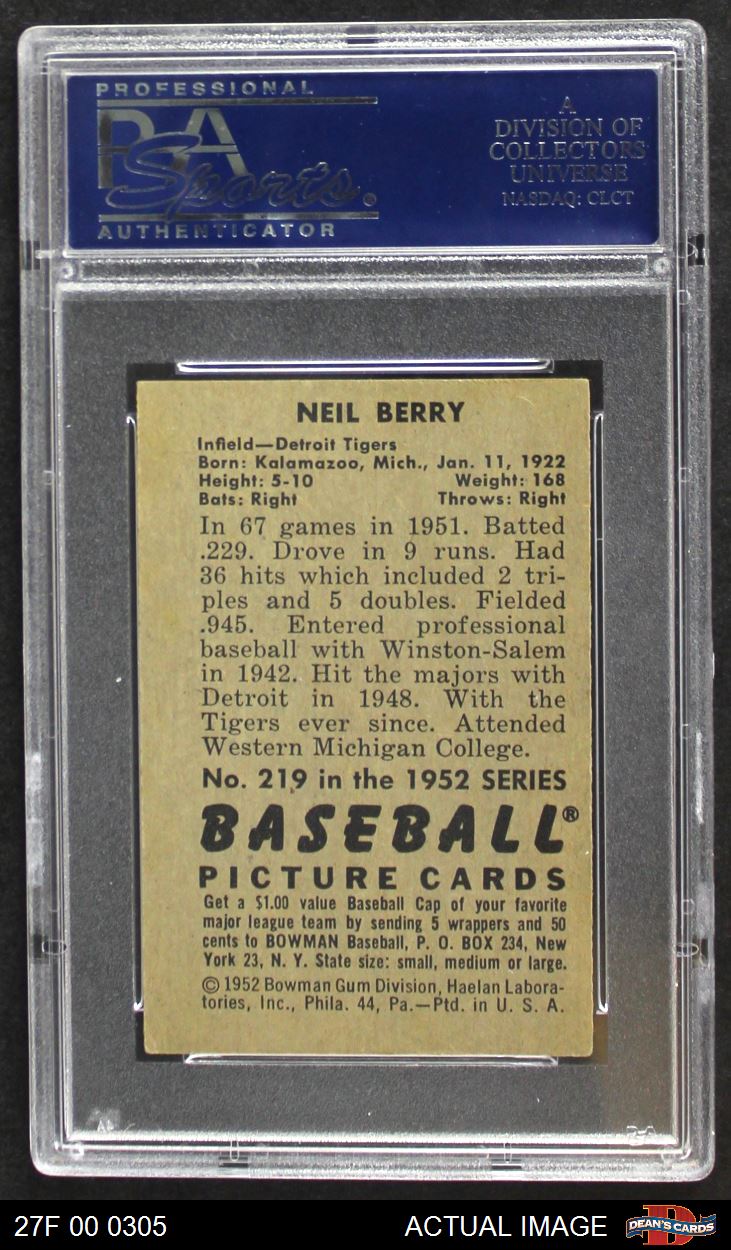 PROFESSIONAL
PSA
Sports®
AUTHENTICATOR
A
DIVISION OF
COLLECTORS
UNIVERSE
NASDAQ: CLCT
NEIL BERRY
Infield—Detroit Tigers
Born: Kalamazoo, Mich., Jan. 11, 1922
Height: 5-10 Weight: 168
Bats: Right Throws: Right
In 67 games in 1951. Batted
.229. Drove in 9 runs. Had
36 hits which included 2 tri-
ples and 5 doubles. Fielded
.945. Entered professional
baseball with Winston-Salem
in 1942. Hit the majors with
Detroit in 1948. With the
Tigers ever since. Attended
Western Michigan College.
No. 219 in the 1952 SERIES
BASEBALL®
PICTURE CARDS
Get a $1.00 value Baseball Cap of your favorite
major league team by sending 5 wrappers and 50
cents to BOWMAN Baseball, P. O. BOX 234, New
York 23, N. Y. State size: small, medium or large.
© 1952 Bowman Gum Division, Haelan Labora-
tories, Inc., Phila. 44, Pa.—Ptd. in U. S. A.
27F 00 0305 ACTUAL IMAGE
D
DEAN'S CARDS